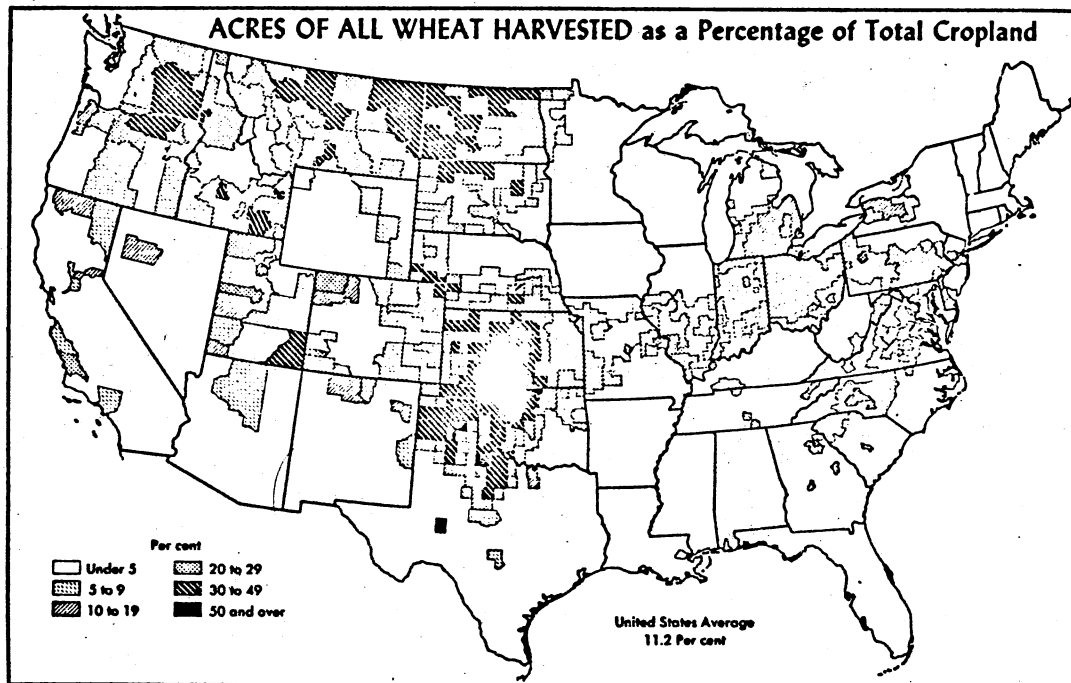 ACRES OF ALL WHEAT HARVESTED as a Percentage of Total Cropland
Per cent
Under 5
5 to 9
10 to 19
20 to 29
30 to 49
50 and over
United States Average
11.2 Per cent